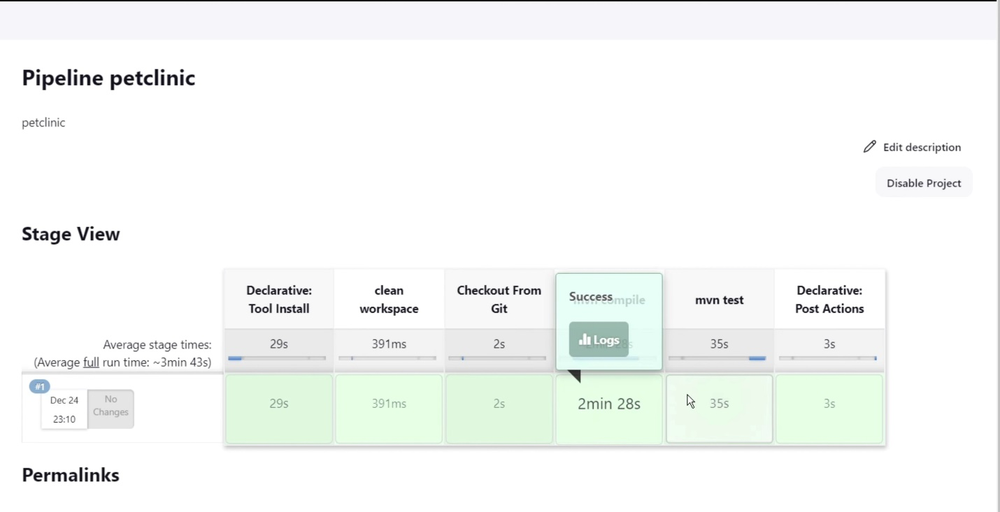 Pipeline petclinic
petclinic
Edit description
Disable Project
Stage View
Declarative:
Tool Install
clean
workspace
Checkout From
Git
Success
mvn compile
Logs
mvn test
Declarative:
Post Actions
Average stage times:
(Average full run time: ~3min 43s)
29s
391ms
2s
35s
3s
#1
Dec 24
23:10
No
Changes
29s
391ms
2s
2min 28s
35s
3s
Permalinks